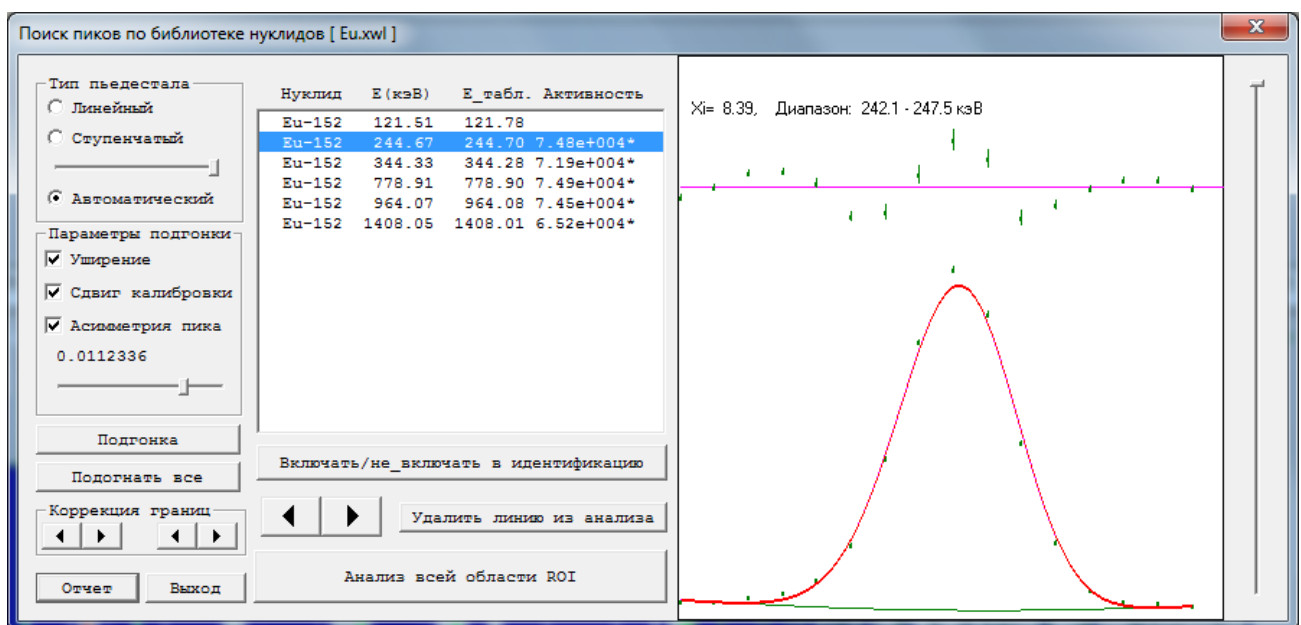 Поиск пиков по библиотеке нуклидов [ Eu.xwl ]
Тип пьедестала
Линейный
Ступенчатый
Автоматический
Параметры подгонки
Уширение
Сдвиг калибровки
Асимметрия пика
0.0112336
Подгонка
Подогнать все
Коррекция границ
Отчет Выход
Нуклид E(кэВ) E_табл. Активность
Eu-152 121.51 121.78
Eu-152 244.67 244.70 7.48e+004*
Eu-152 344.33 344.28 7.19e+004*
Eu-152 778.91 778.90 7.49e+004*
Eu-152 964.07 964.08 7.45e+004*
Eu-152 1408.05 1408.01 6.52e+004*
Включать/не_включать в идентификацию
Удалить линию из анализа
Анализ всей области ROI
Xi= 8.39, Диапазон: 242.1 - 247.5 кэВ